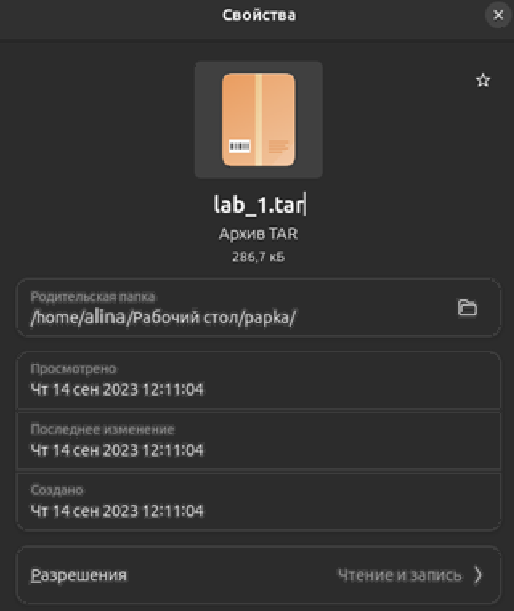 Свойства
lab_1.tar
Архив TAR
286,7 кБ
Родительская папка
/home/alina/Рабочий стол/papka/
Просмотрено
Чт 14 сен 2023 12:11:04
Последнее изменение
Чт 14 сен 2023 12:11:04
Создано
Чт 14 сен 2023 12:11:04
Разрешения Чтение и запись